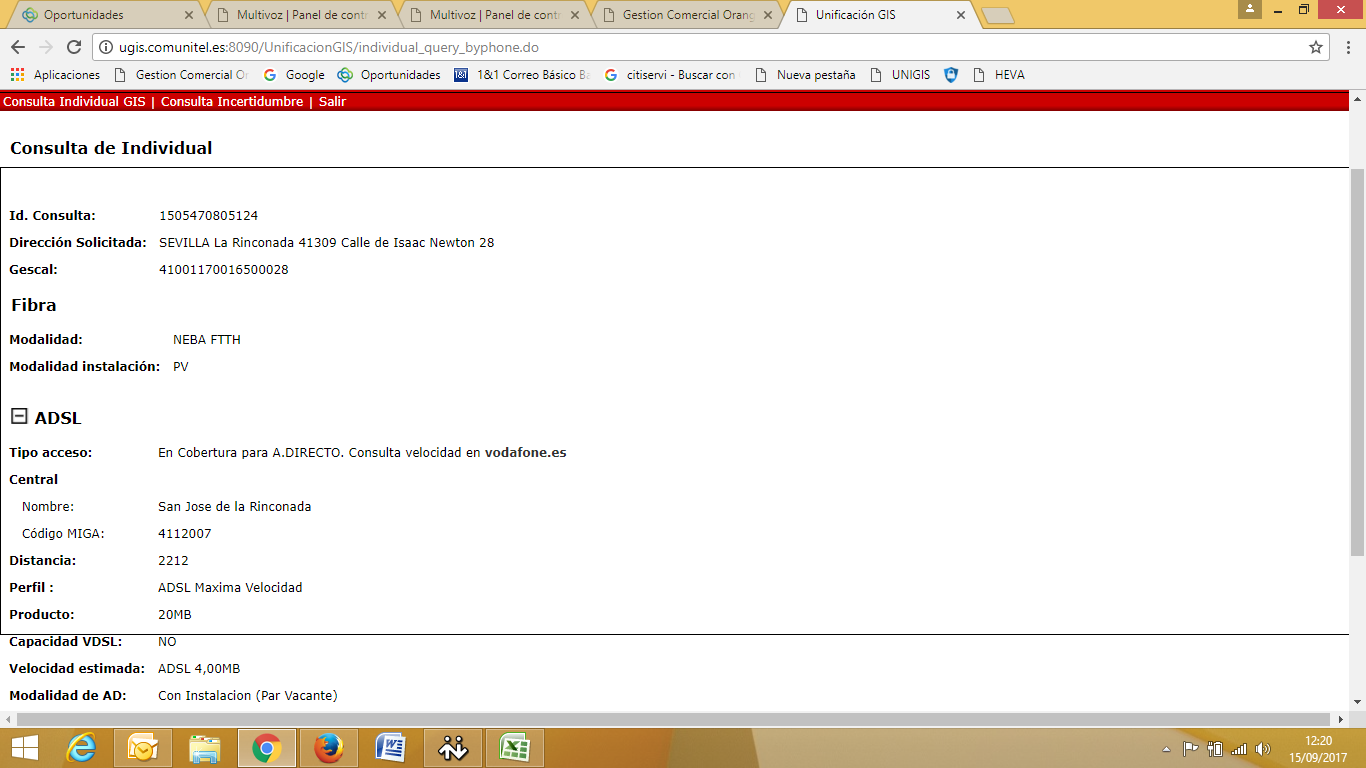 Oportunidades
Multivoz | Panel de contr
Multivoz | Panel de contr
Gestion Comercial Orang
Unificación GIS
ugis.comunitel.es:8090/UnificacionGIS/individual_query_byphone.do
Aplicaciones
Gestion Comercial Or
Google
Oportunidades
1&1
1&1 Correo Básico Ba
citiservi - Buscar con
Nueva pestaña
UNIGIS
HEVA
Consulta Individual GIS | Consulta Incertidumbre | Salir
Consulta de Individual
Id. Consulta: 1505470805124
Dirección Solicitada: SEVILLA La Rinconada 41309 Calle de Isaac Newton 28
Gescal: 41001170016500028
Fibra
Modalidad: NEBA FTTH
Modalidad instalación: PV
ADSL
Tipo acceso: En Cobertura para A.DIRECTO. Consulta velocidad en vodafone.es
Central
Nombre: San Jose de la Rinconada
Código MIGA: 4112007
Distancia: 2212
Perfil : ADSL Maxima Velocidad
Producto: 20MB
Capacidad VDSL: NO
Velocidad estimada: ADSL 4,00MB
Modalidad de AD: Con Instalacion (Par Vacante)
12:20
15/09/2017